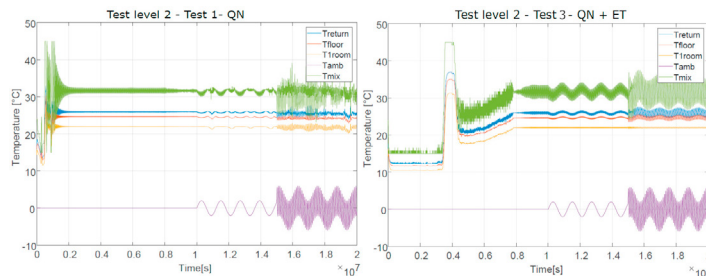 Test level 2 - Test 1- QN
50
40
30
20
10
0
-10
Temperature [°C]
Treturn
Tfloor
T1room
Tamb
Tmix
0 0.2 0.4 0.6 0.8 1 1.2 1.4 1.6 1.8 2
Time[s]
× 10^7
Test level 2 - Test 3- QN + ET
50
40
30
20
10
0
-10
Temperature [°C]
Treturn
Tfloor
T1room
Tamb
Tmix
0 0.2 0.4 0.6 0.8 1 1.2 1.4 1.6 1.8 2
Time[s]
× 10^7